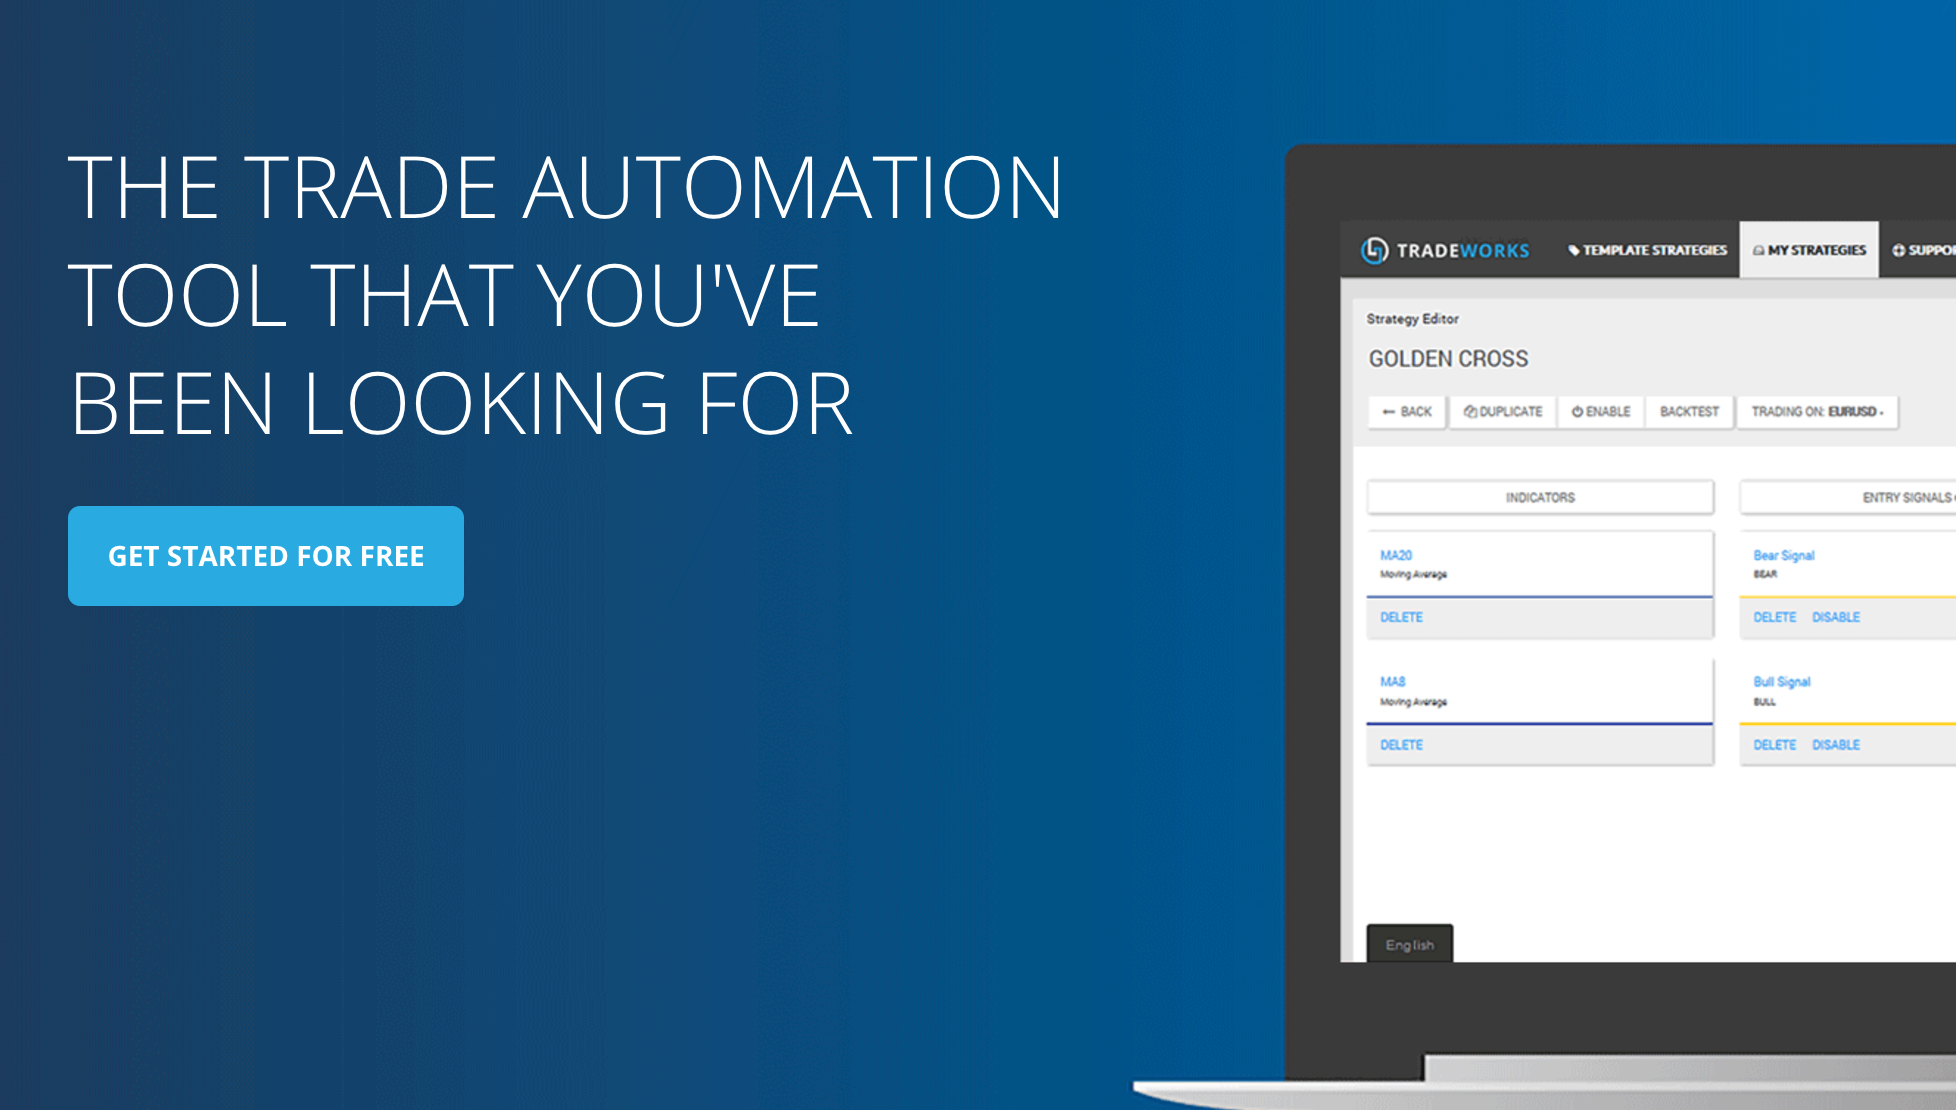 THE TRADE AUTOMATION
TOOL THAT YOU'VE
BEEN LOOKING FOR
GET STARTED FOR FREE
TRADEWORKS TEMPLATE STRATEGIES MY STRATEGIES SUPPOR
Strategy Editor
GOLDEN CROSS
BACK DUPLICATE ENABLE BACKTEST TRADING ON: EURUSD
INDICATORS ENTRY SIGNALS
MA20 Bear Signal
Moving Average BEAR
DELETE DELETE DISABLE
MA8 Bull Signal
Moving Average BULL
DELETE DELETE DISABLE
English